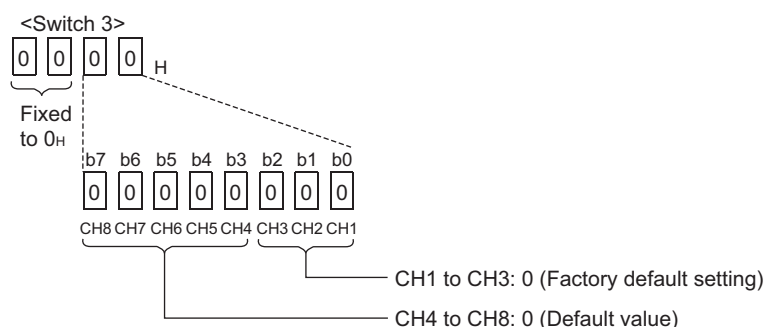 <Switch 3>
0 0 0 0 H
Fixed
to 0H
b7 b6 b5 b4 b3 b2 b1 b0
0 0 0 0 0 0 0 0
CH8 CH7 CH6 CH5 CH4 CH3 CH2 CH1
CH1 to CH3: 0 (Factory default setting)
CH4 to CH8: 0 (Default value)